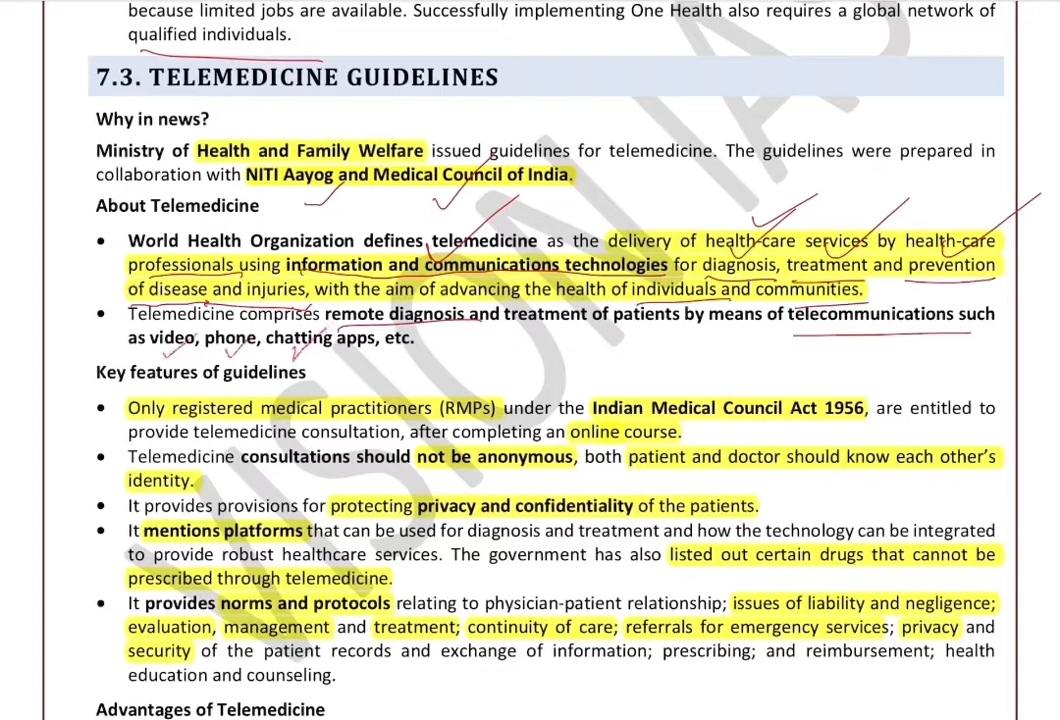 because limited jobs are available. Successfully implementing One Health also requires a global network of
qualified individuals.
7.3. TELEMEDICINE GUIDELINES
Why in news?
Ministry of Health and Family Welfare issued guidelines for telemedicine. The guidelines were prepared in
collaboration with NITI Aayog and Medical Council of India.
About Telemedicine
• World Health Organization defines telemedicine as the delivery of health-care services by health-care
professionals using information and communications technologies for diagnosis, treatment and prevention
of disease and injuries, with the aim of advancing the health of individuals and communities.
• Telemedicine comprises remote diagnosis and treatment of patients by means of telecommunications such
as video, phone, chatting apps, etc.
Key features of guidelines
• Only registered medical practitioners (RMPs) under the Indian Medical Council Act 1956, are entitled to
provide telemedicine consultation, after completing an online course.
• Telemedicine consultations should not be anonymous, both patient and doctor should know each other's
identity.
• It provides provisions for protecting privacy and confidentiality of the patients.
• It mentions platforms that can be used for diagnosis and treatment and how the technology can be integrated
to provide robust healthcare services. The government has also listed out certain drugs that cannot be
prescribed through telemedicine.
• It provides norms and protocols relating to physician-patient relationship; issues of liability and negligence;
evaluation, management and treatment; continuity of care; referrals for emergency services; privacy and
security of the patient records and exchange of information; prescribing; and reimbursement; health
education and counseling.
Advantages of Telemedicine
VISION IAS